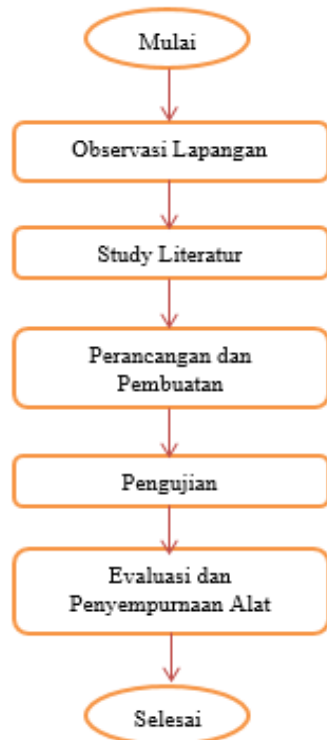 Mulai
Observasi Lapangan
Study Literatur
Perancangan dan
Pembuatan
Pengujian
Evaluasi dan
Penyempurnaan Alat
Selesai